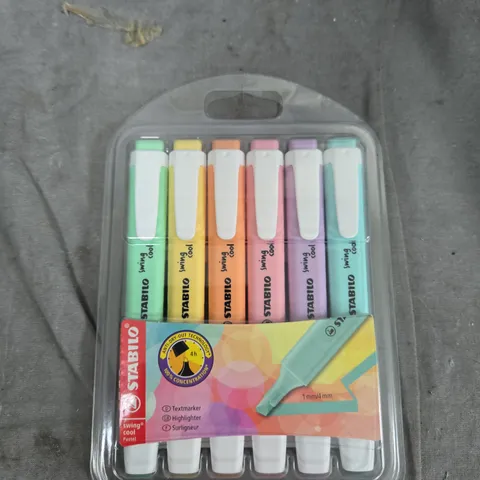 swing cool
STABILO
swing cool
STABILO
swing cool
STABILO
swing cool
STABILO
swing cool
STABILO
swing cool
STABILO
STABILO
swing®
cool
Pastel
ANTI-DRY-OUT TECHNOLOGY
4h
100% CONCENTRATION
Textmarker
Highlighter
Surligneur
STABILO
1 mm/4 mm